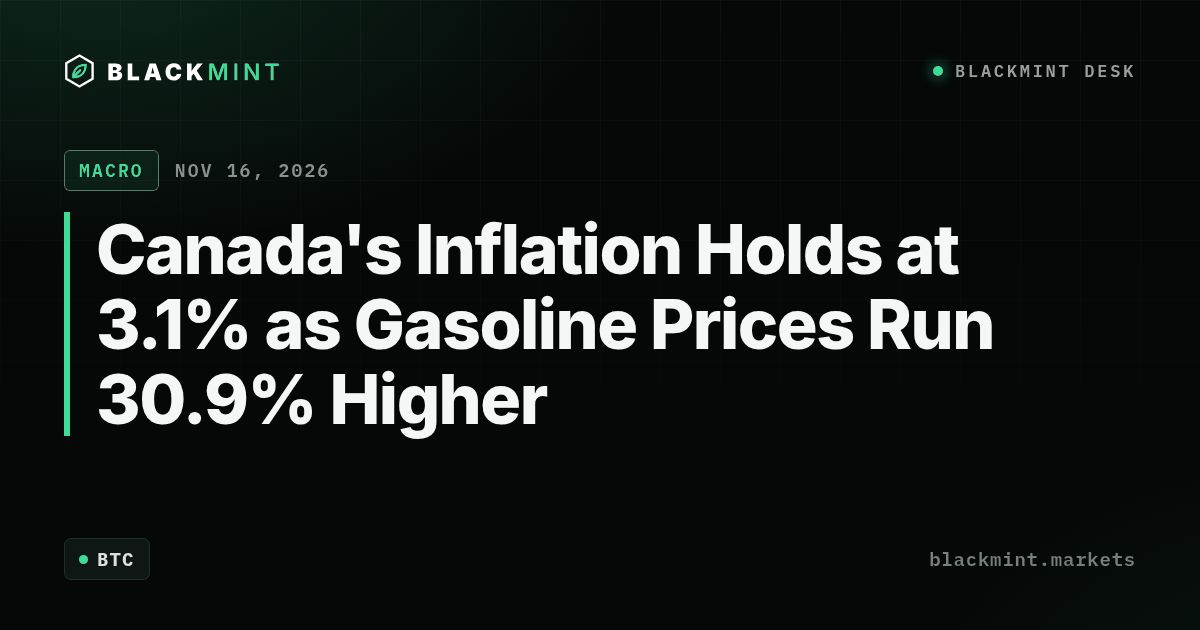 BLACKMINT
BLACKMINT DESK
MACRO
NOV 16, 2026
Canada's Inflation Holds at
3.1% as Gasoline Prices Run
30.9% Higher
BTC
blackmint.markets